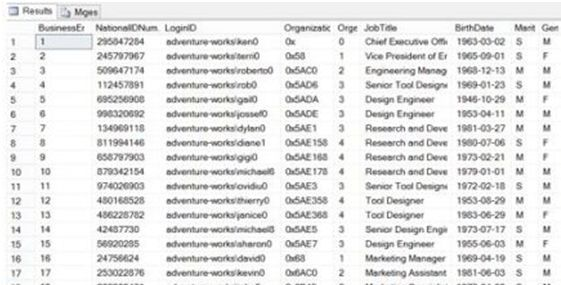 Results Mges
BusinessEr NationalIDNum. LoginID Organizatic Orge JobTitle BirthDate Marit Gen
1 1 295847284 adventure-works\ken0 0x 0 Chief Executive Offi 1963-03-02 S M
2 2 245797967 adventure-works\terri0 0x58 1 Vice President of Er 1965-09-01 S F
3 3 509647174 adventure-works\roberto0 0x5AC0 2 Engineering Manag 1968-12-13 M M
4 4 112457891 adventure-works\rob0 0x5AD6 3 Senior Tool Designe 1969-01-23 S M
5 5 695256908 adventure-works\gail0 0x5ADA 3 Design Engineer 1946-10-29 M F
6 6 998320692 adventure-works\jossef0 0x5ADE 3 Design Engineer 1953-04-11 M M
7 7 134969118 adventure-works\dylan0 0x5AE1 3 Research and Deve 1981-03-27 M M
8 8 811994146 adventure-works\diane1 0x5AE158 4 Research and Deve 1980-07-06 S F
9 9 658797903 adventure-works\gigi0 0x5AE168 4 Research and Deve 1973-02-21 M F
10 10 879342154 adventure-works\michael6 0x5AE178 4 Research and Deve 1979-01-01 M M
11 11 974026903 adventure-works\ovidiu0 0x5AE3 3 Senior Tool Designe 1972-02-18 S M
12 12 480168528 adventure-works\thierry0 0x5AE358 4 Tool Designer 1953-08-29 M M
13 13 486228782 adventure-works\janice0 0x5AE368 4 Tool Designer 1983-06-29 M F
14 14 42487730 adventure-works\michael8 0x5AE5 3 Senior Design Engi 1973-07-17 S M
15 15 56920285 adventure-works\sharon0 0x5AE7 3 Design Engineer 1955-06-03 M F
16 16 24756624 adventure-works\david0 0x68 1 Marketing Manager 1969-04-19 S M
17 17 253022876 adventure-works\kevin0 0x6AC0 2 Marketing Assistant 1981-06-03 S M